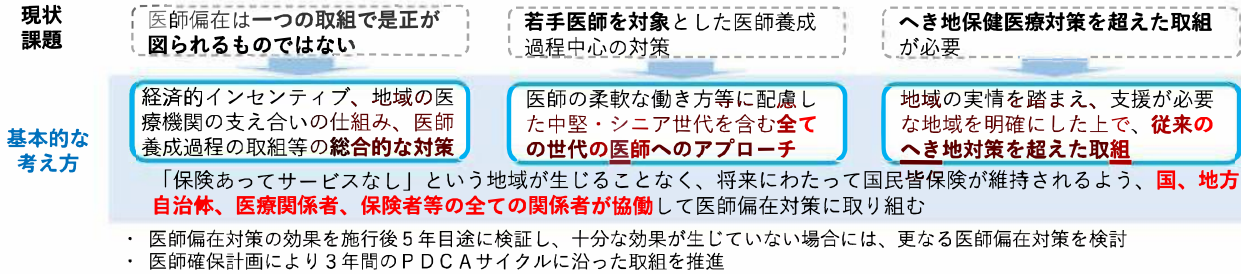 現状
課題
医師偏在は一つの取組で是正が
図られるものではない
若手医師を対象とした医師養成
過程中心の対策
へき地保健医療対策を超えた取組
が必要
基本的な
考え方
経済的インセンティブ、地域の医
療機関の支え合いの仕組み、医師
養成過程の取組等の総合的な対策
医師の柔軟な働き方等に配慮し
た中堅・シニア世代を含む全て
の世代の医師へのアプローチ
地域の実情を踏まえ、支援が必要
な地域を明確にした上で、従来の
へき地対策を超えた取組
「保険あってサービスなし」という地域が生じることなく、将来にわたって国民皆保険が維持されるよう、国、地方
自治体、医療関係者、保険者等の全ての関係者が協働して医師偏在対策に取り組む
・ 医師偏在対策の効果を施行後５年目途に検証し、十分な効果が生じていない場合には、更なる医師偏在対策を検討
・ 医師確保計画により３年間のＰＤＣＡサイクルに沿った取組を推進